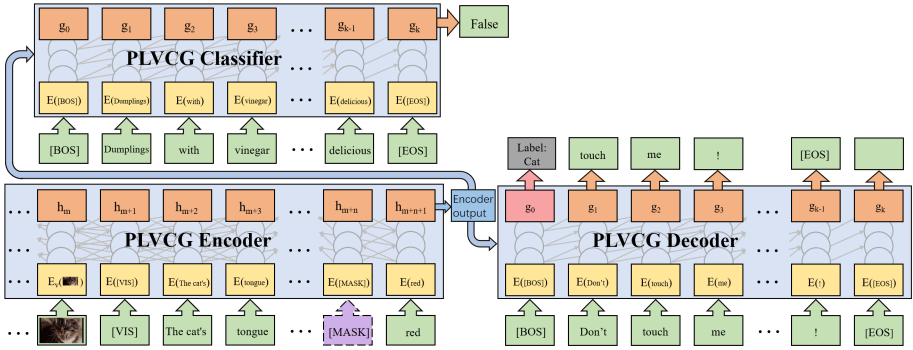 g0 g1 g2 g3 ... gk-1 gk False
PLVCG Classifier
E([BOS]) E(Dumplings) E(with) E(vinegar) ... E(delicious) E([EOS])
[BOS] Dumplings with vinegar ... delicious [EOS]
Label: Cat touch me ! [EOS]
hm hm+1 hm+2 hm+3 ... hm+n hm+n+1 Encoder output
g0 g1 g2 g3 ... gk-1 gk
PLVCG Encoder
PLVCG Decoder
Ev( ) E([VIS]) E(The cat's) E(tongue) ... E([MASK]) E(red)
E([BOS]) E(Don't) E(touch) E(me) ... E(!) E([EOS])
... [VIS] The cat's tongue ... [MASK] red
[BOS] Don't touch me ... ! [EOS]